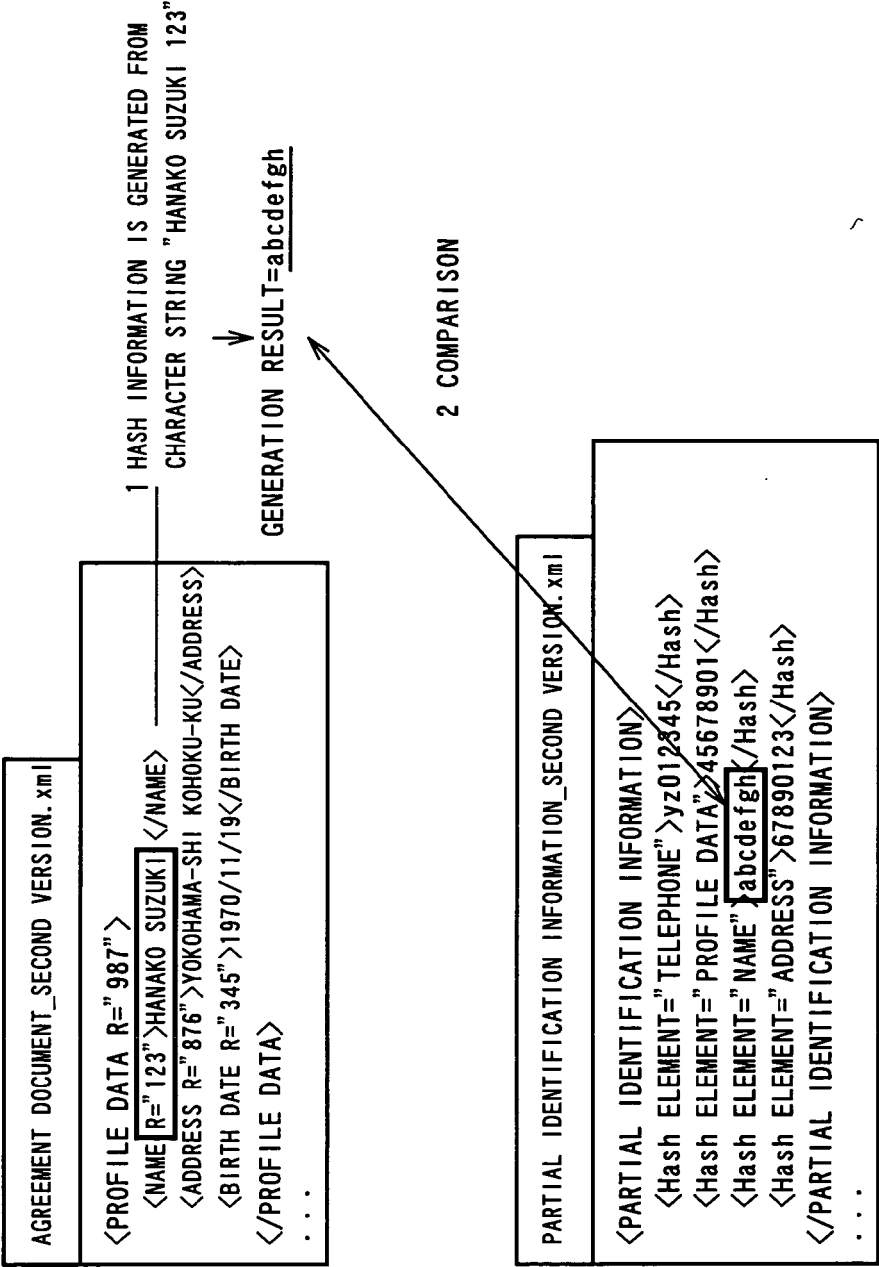 AGREEMENT DOCUMENT_SECOND VERSION. xml
<PROFILE DATA R="987">
<NAME R="123">HANAKO SUZUKI </NAME>
<ADDRESS R="876">YOKOHAMA-SHI KOHOKU-KU</ADDRESS>
<BIRTH DATE R="345">1970/11/19</BIRTH DATE>
</PROFILE DATA>
...
1 HASH INFORMATION IS GENERATED FROM
CHARACTER STRING "HANAKO SUZUKI 123"
GENERATION RESULT=abcdefgh
2 COMPARISON
PARTIAL IDENTIFICATION INFORMATION_SECOND VERSION. xml
<PARTIAL IDENTIFICATION INFORMATION>
<Hash ELEMENT="TELEPHONE">yz012345</Hash>
<Hash ELEMENT="PROFILE DATA">45678901</Hash>
<Hash ELEMENT="NAME">abcdefgh</Hash>
<Hash ELEMENT="ADDRESS">67890123</Hash>
</PARTIAL IDENTIFICATION INFORMATION>
...